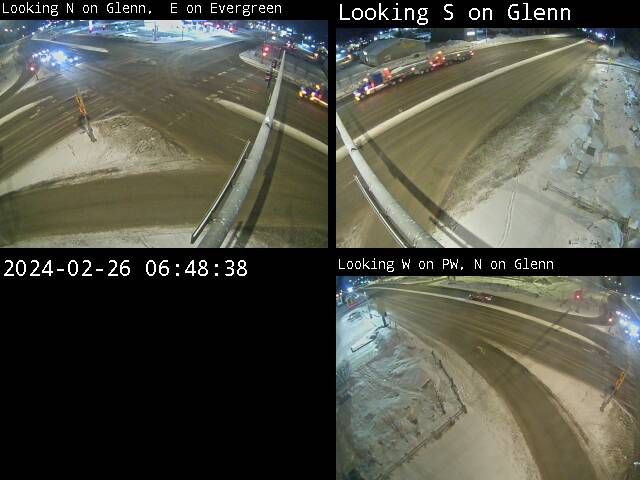 Looking N on Glenn, E on Evergreen
Looking S on Glenn
2024-02-26 06:48:38
Looking W on PW, N on Glenn